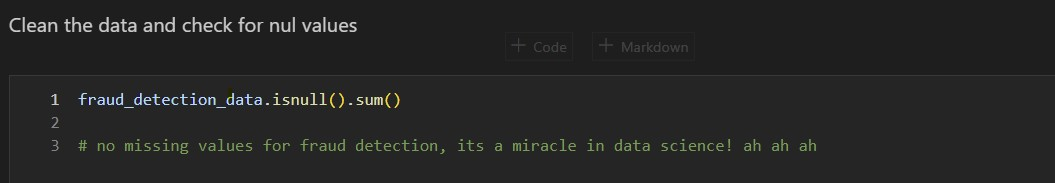 Clean the data and check for nul values
+ Code + Markdown
1 fraud_detection_data.isnull().sum()
2
3 # no missing values for fraud detection, its a miracle in data science! ah ah ah